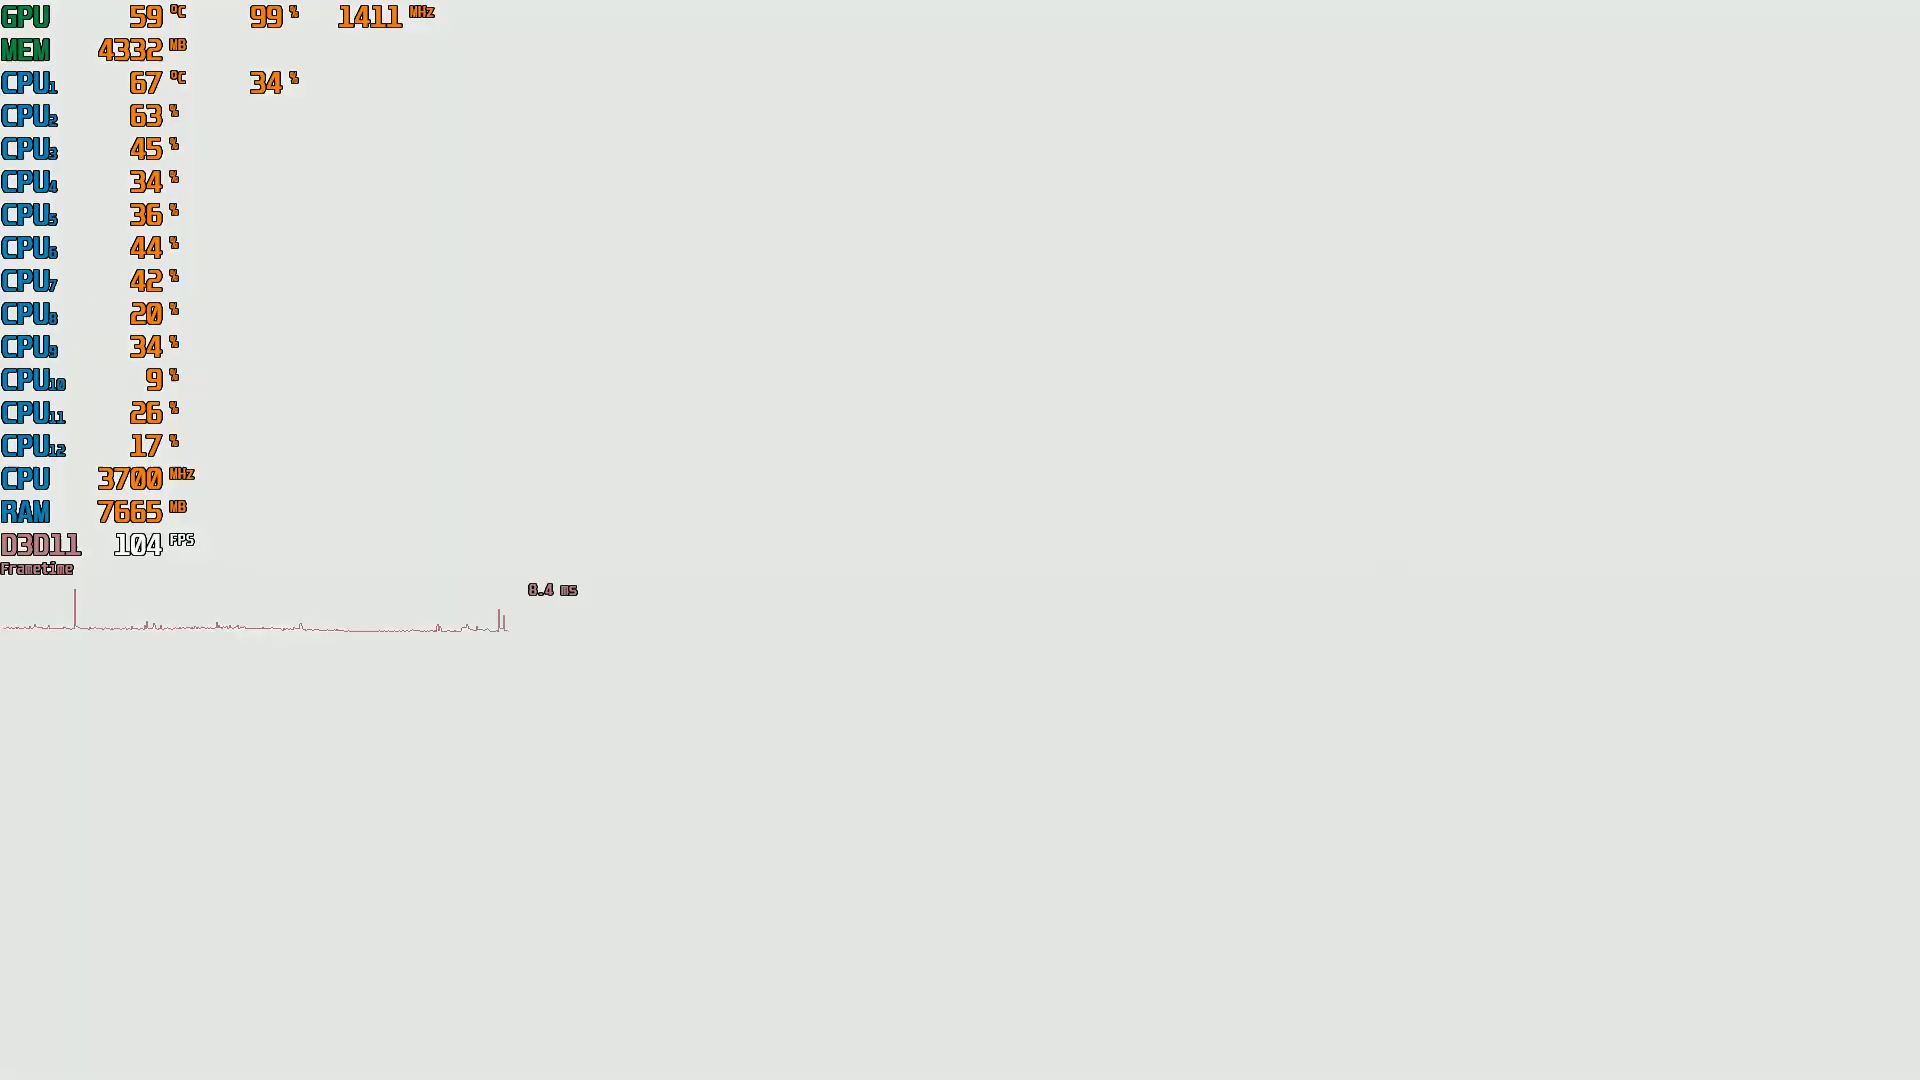 GPU 59 °C 99 % 1411 MHz
MEM 4332 MB
CPU1 67 °C 34 %
CPU2 63 %
CPU3 45 %
CPU4 34 %
CPU5 36 %
CPU6 44 %
CPU7 42 %
CPU8 20 %
CPU9 34 %
CPU10 9 %
CPU11 26 %
CPU12 17 %
CPU 3700 MHz
RAM 7665 MB
D3D11 104 FPS
Frametime
8.4 ms